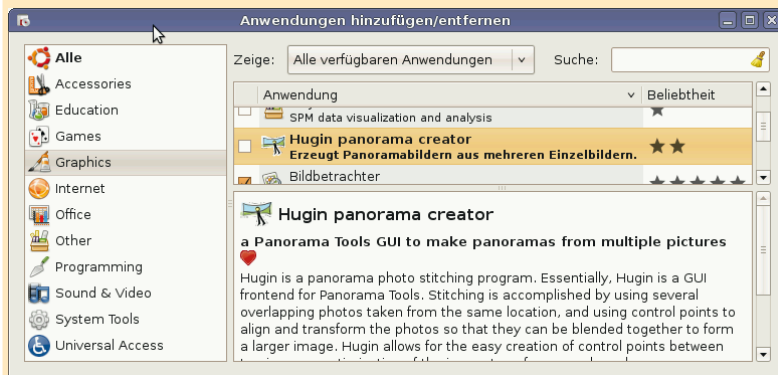 Anwendungen hinzufügen/entfernen
Alle
Accessories
Education
Games
Graphics
Internet
Office
Other
Programming
Sound & Video
System Tools
Universal Access
Zeige: Alle verfügbaren Anwendungen Suche:
Anwendung Beliebtheit
SPM data visualization and analysis
Hugin panorama creator
Erzeugt Panoramabildern aus mehreren Einzelbildern.
Bildbetrachter
Hugin panorama creator
a Panorama Tools GUI to make panoramas from multiple pictures
Hugin is a panorama photo stitching program. Essentially, Hugin is a GUI
frontend for Panorama Tools. Stitching is accomplished by using several
overlapping photos taken from the same location, and using control points to
align and transform the photos so that they can be blended together to form
a larger image. Hugin allows for the easy creation of control points between